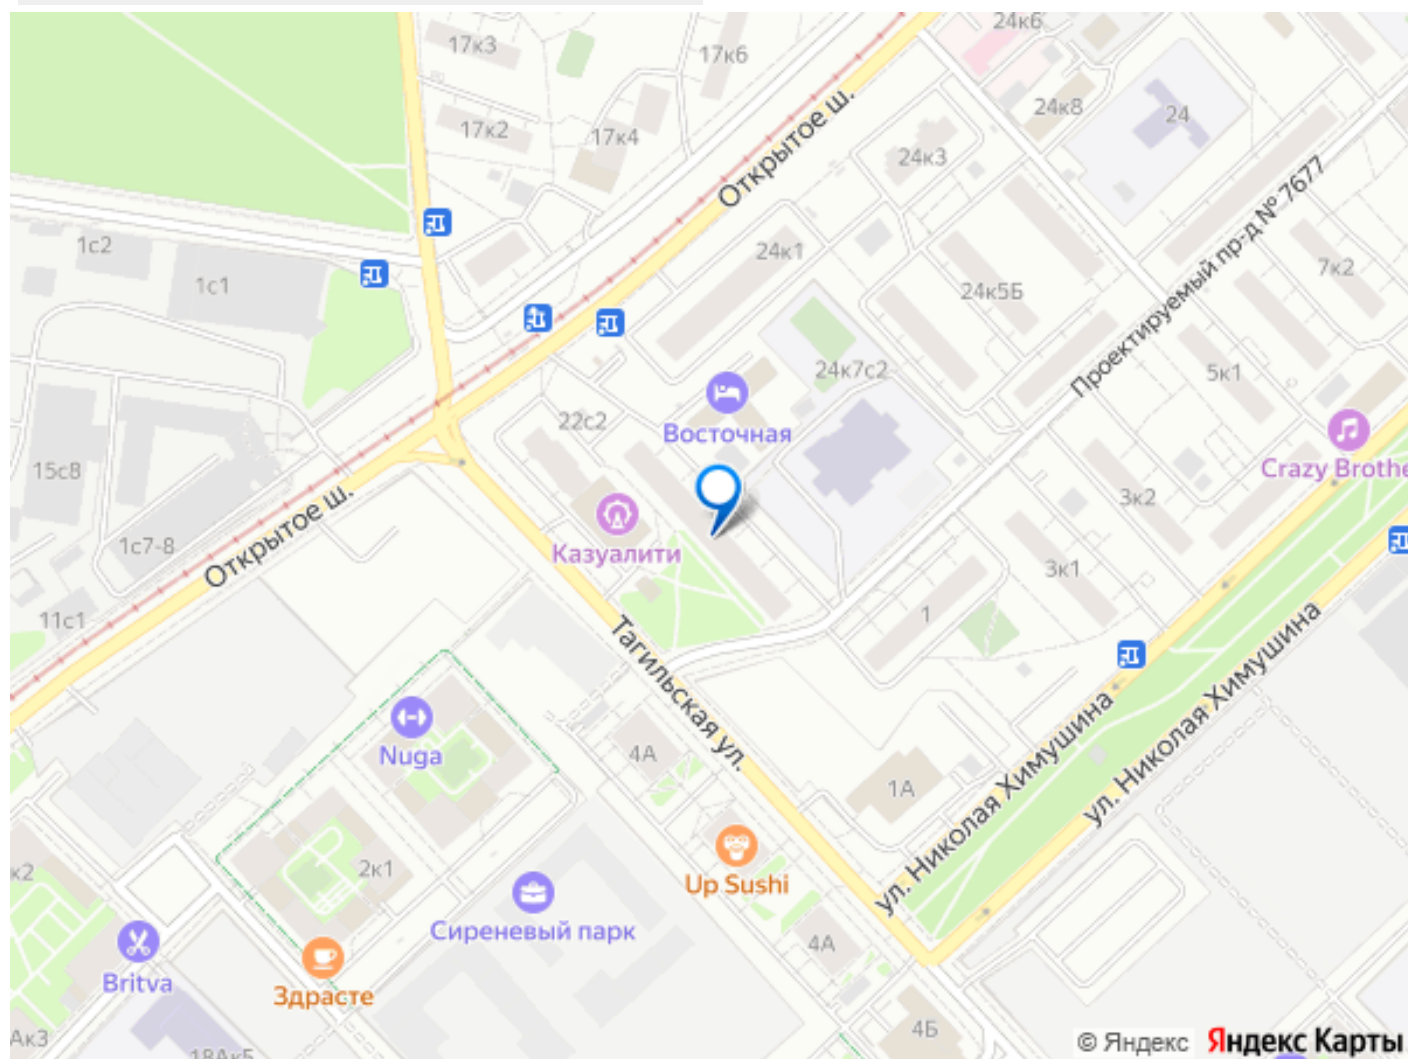 17к3
17к6
24к6
17к2
17к4
Открытое ш.
24к8
24
24к3
Проектируемый пр-д № 7677
1с2
1с1
24к1
24к5Б
7к2
24к7с2
5к1
22с2
Восточная
Crazy Brothe
15с8
3к2
Открытое ш.
1с7-8
Казуалити
3к1
11с1
1
Тагильская ул.
ул. Николая Химушина
ул. Николая Химушина
Nuga
4А
1А
2к1
Up Sushi
к2
Сиреневый парк
4А
Britva
Здрасте
Ак3
18Ак5
4Б
© Яндекс Яндекс Карты